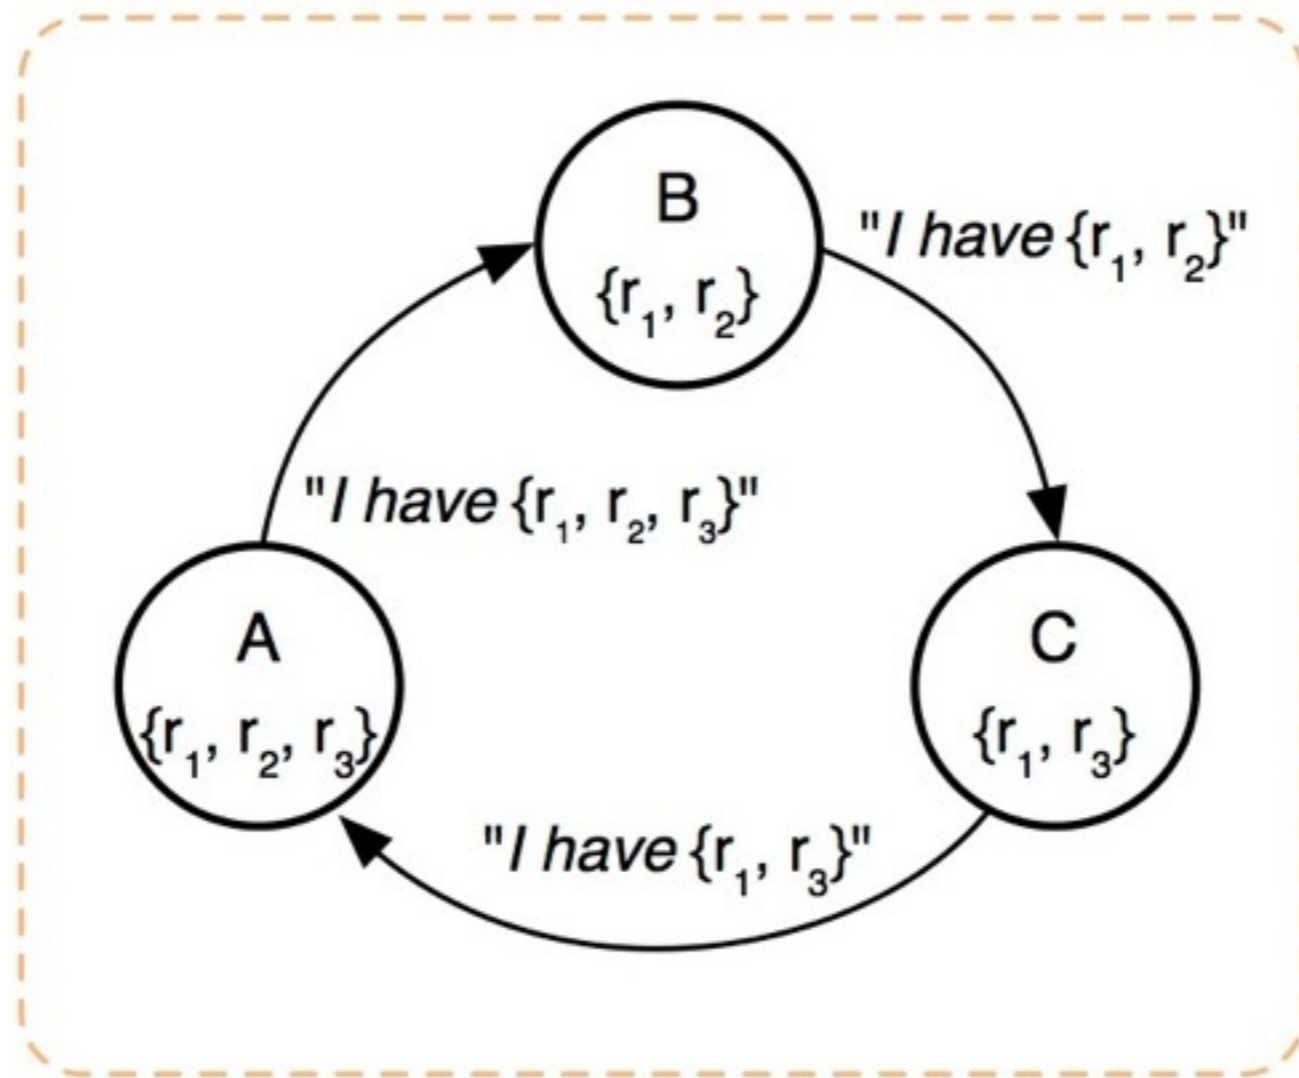 B
{r₁, r₂}
"I have {r₁, r₂}"
"I have {r₁, r₂, r₃}"
A
{r₁, r₂, r₃}
C
{r₁, r₃}
"I have {r₁, r₃}"